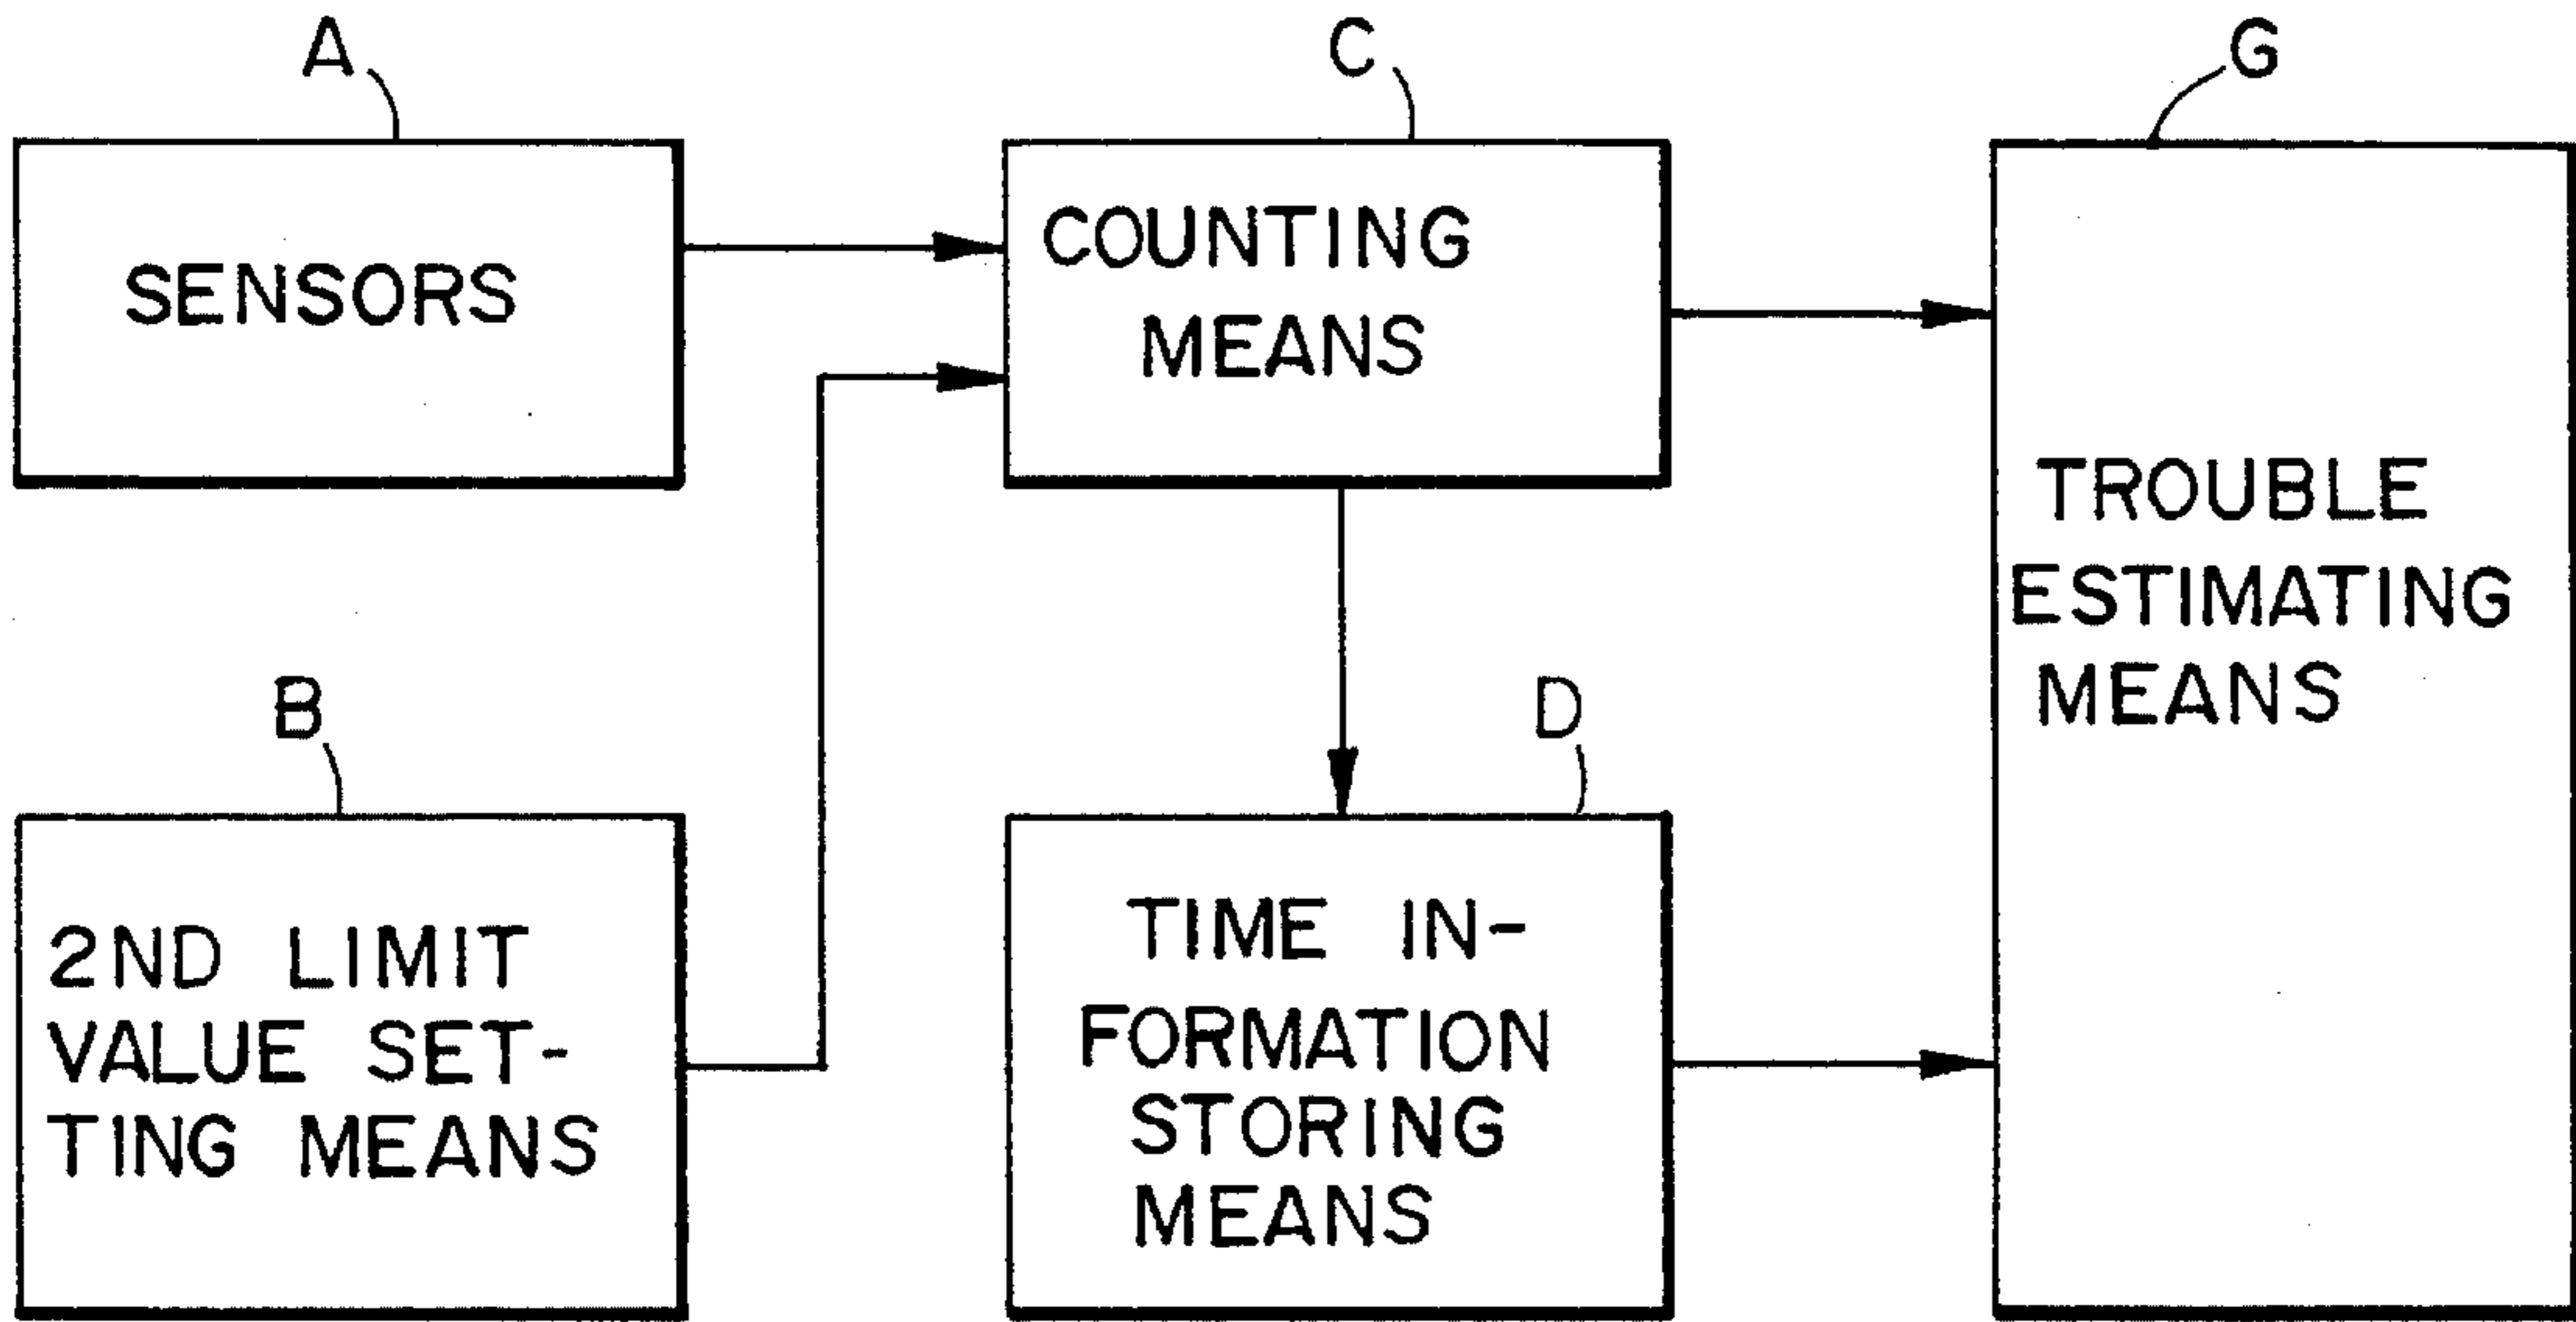 A
SENSORS
C
COUNTING
MEANS
G
TROUBLE
ESTIMATING
MEANS
B
2ND LIMIT
VALUE SET-
TING MEANS
D
TIME IN-
FORMATION
STORING
MEANS